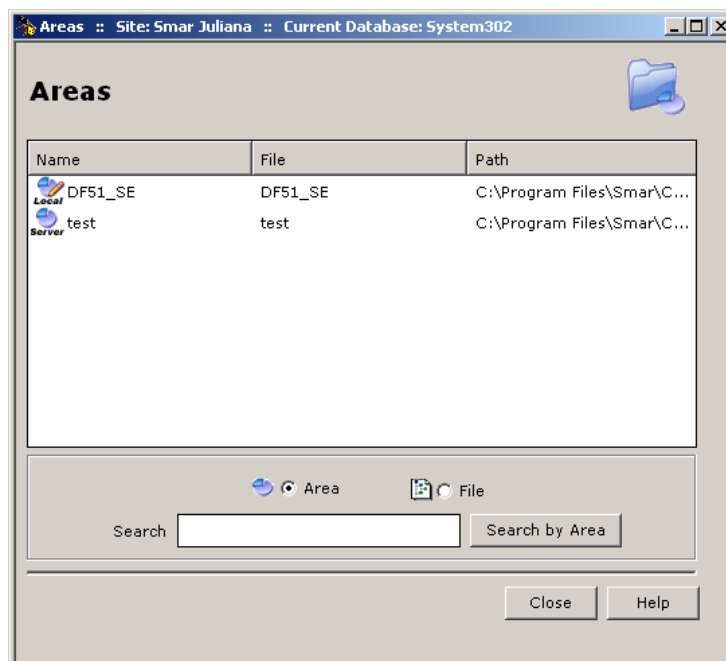 Areas :: Site: Smar Juliana :: Current Database: System302
Areas
Name File Path
Local DF51_SE DF51_SE C:\Program Files\Smar\C...
Server test test C:\Program Files\Smar\C...
Area File
Search Search by Area
Close Help